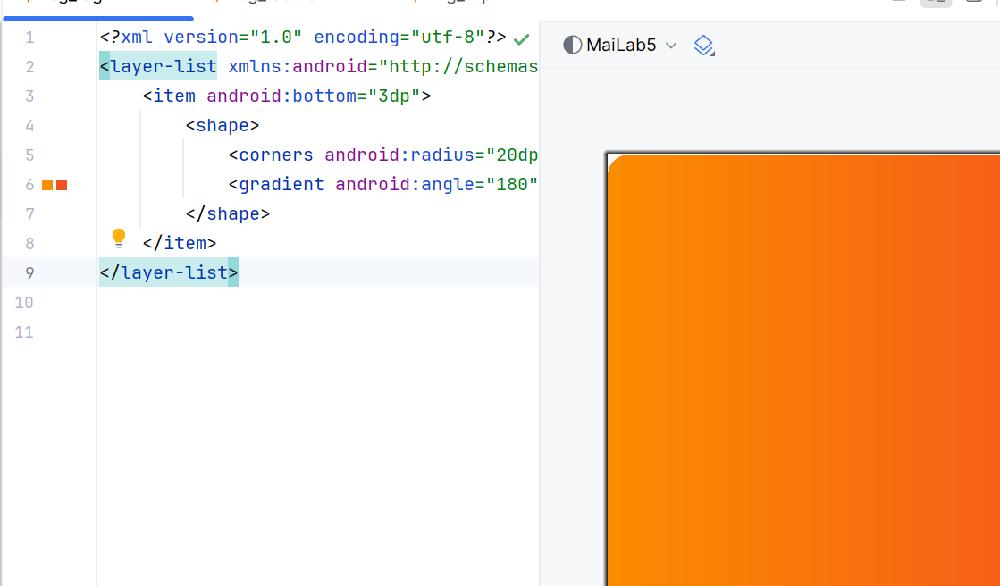 1 <?xml version="1.0" encoding="utf-8"?>
2 <layer-list xmlns:android="http://schemas
3 <item android:bottom="3dp">
4 <shape>
5 <corners android:radius="20dp
6 <gradient android:angle="180"
7 </shape>
8 </item>
9 </layer-list>
10
11
MaiLab5